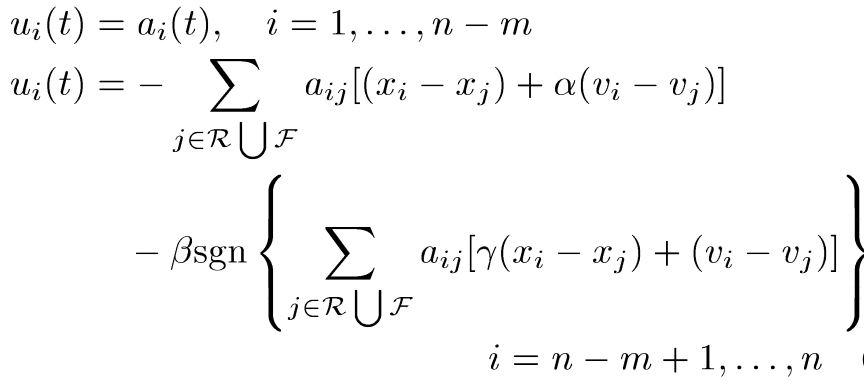 u_i(t) = a_i(t), i = 1, . . . , n − m
u_i(t) = − ∑_{j∈ℛ ⋃ ℱ} a_{ij}[(x_i − x_j) + α(v_i − v_j)]
− βsgn { ∑_{j∈ℛ ⋃ ℱ} a_{ij}[γ(x_i − x_j) + (v_i − v_j)] }
i = n − m + 1, . . . , n